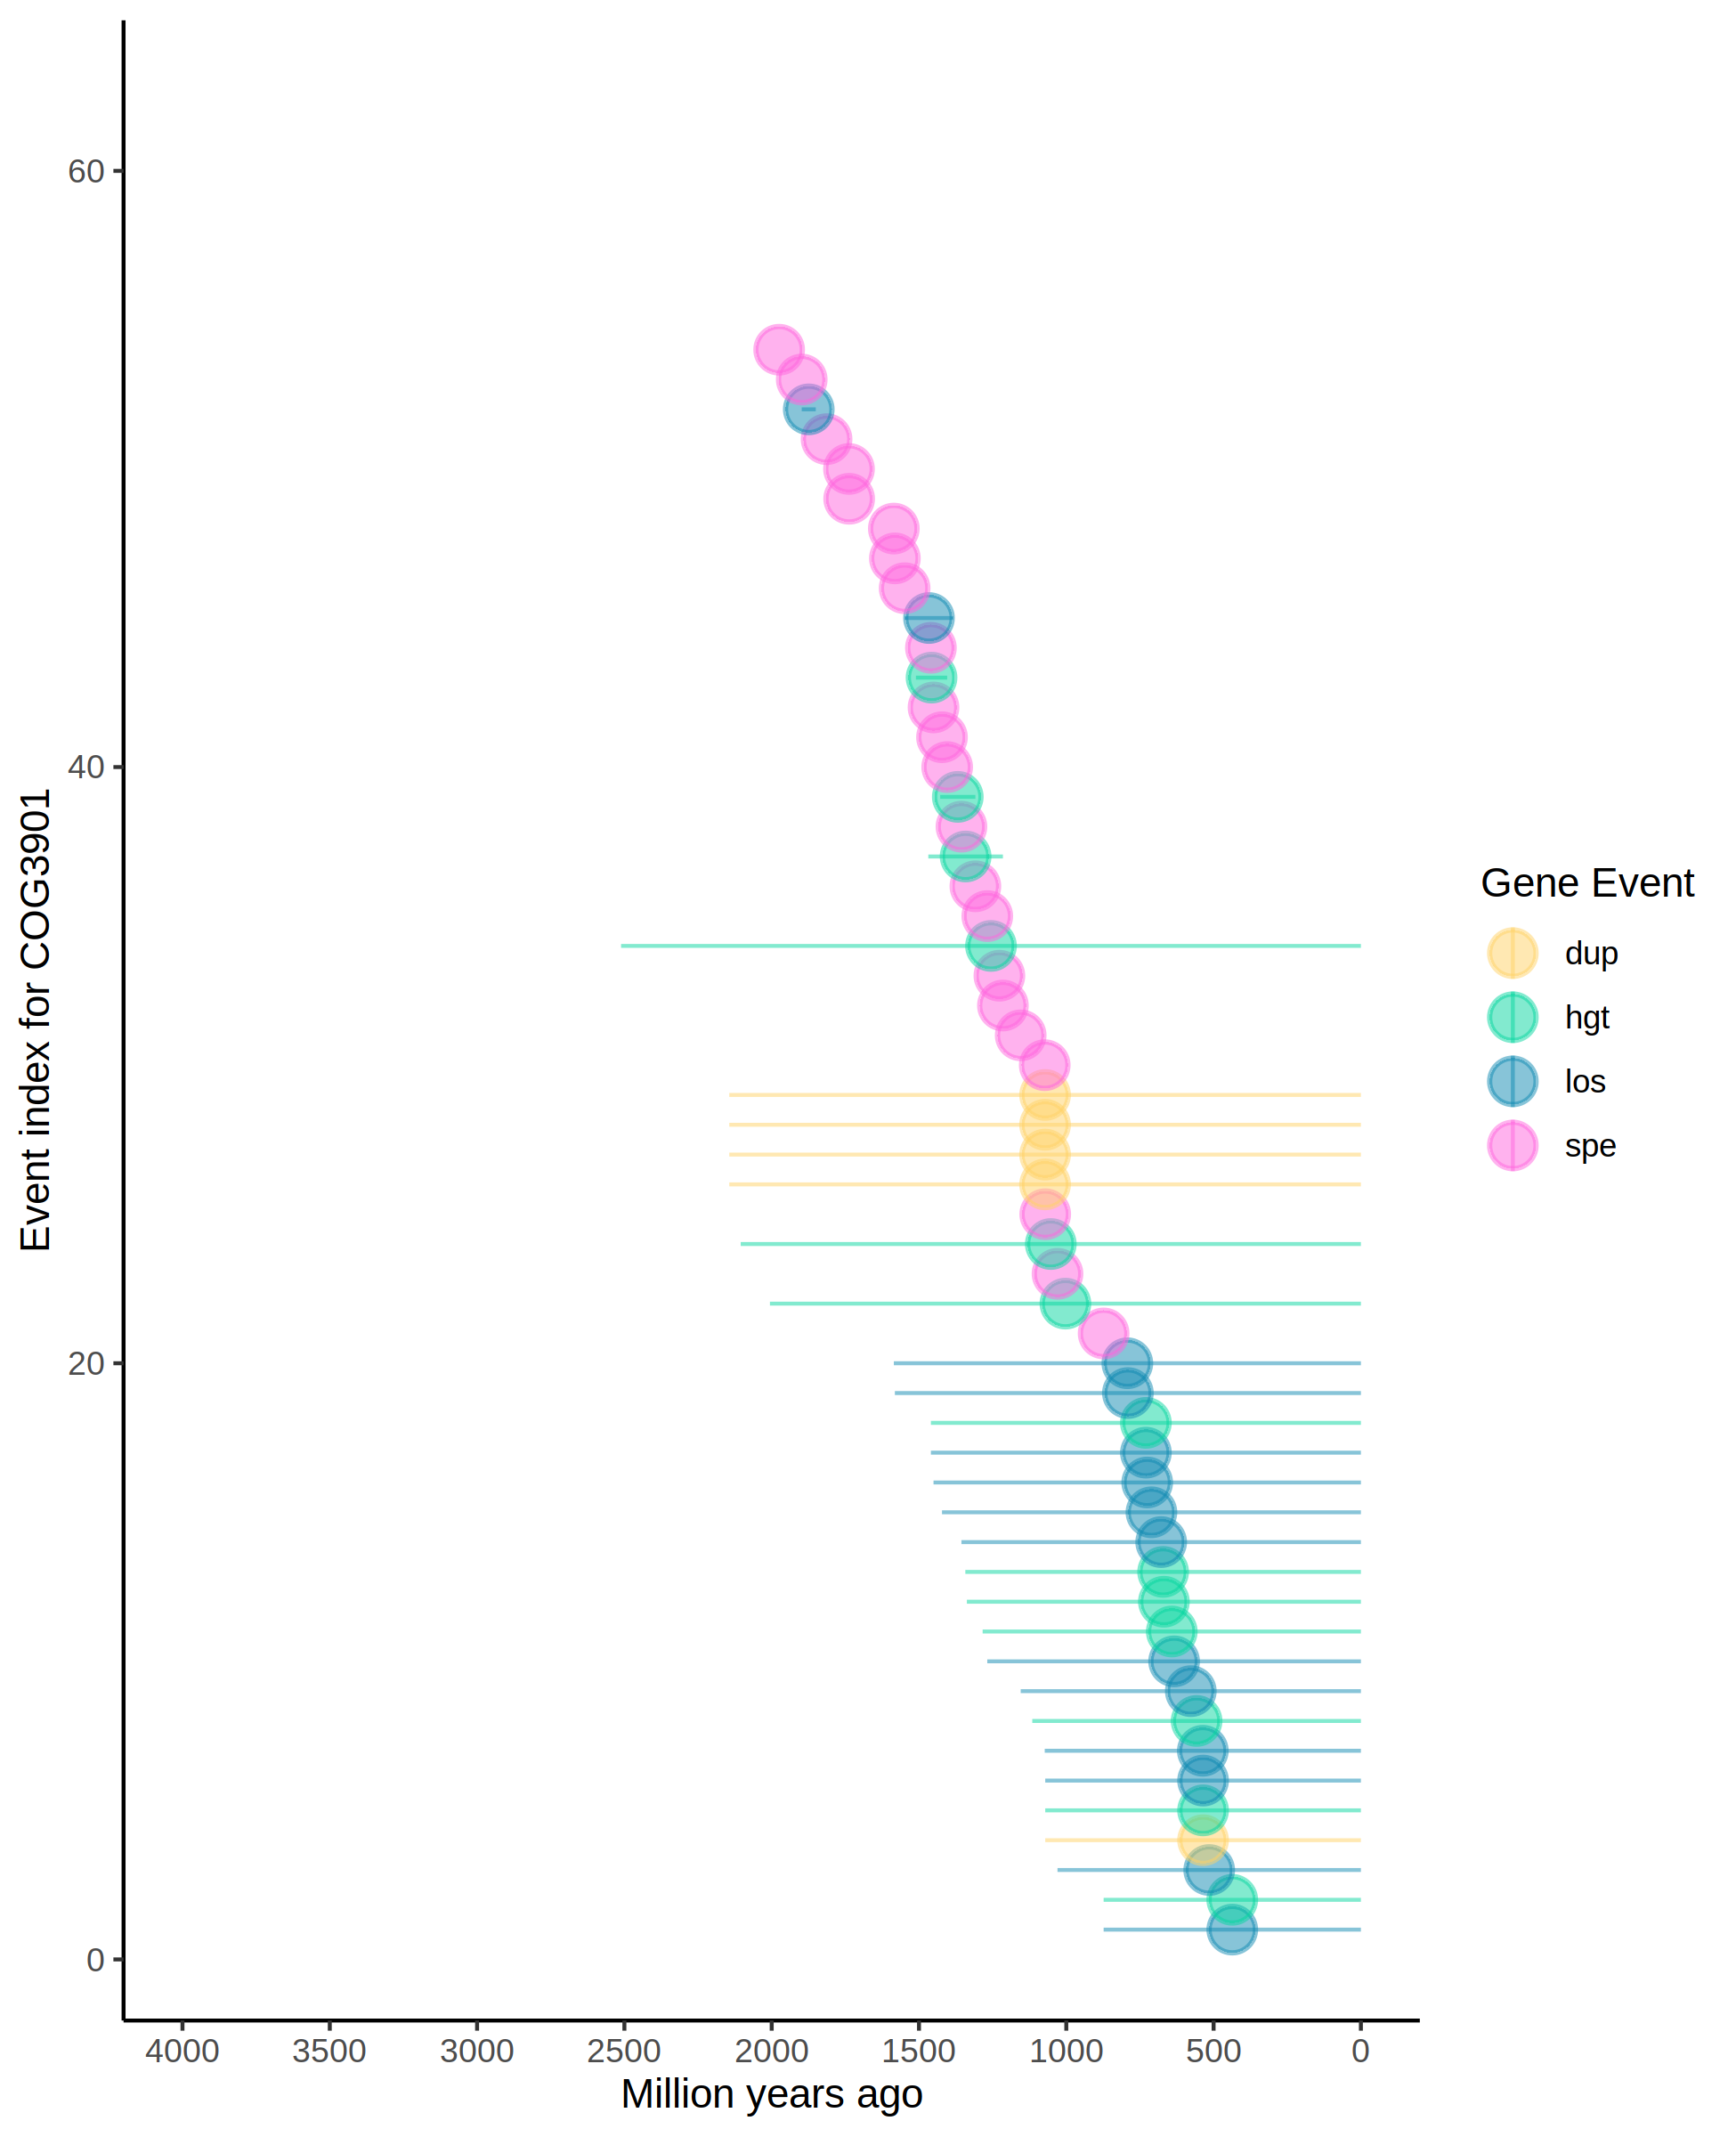 60
40
20
0
Event index for COG3901
4000 3500 3000 2500 2000 1500 1000 500 0
Million years ago
Gene Event
dup
hgt
los
spe